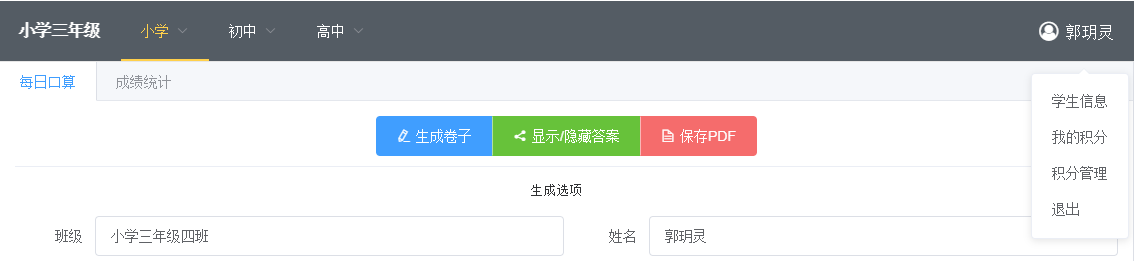 小学三年级 小学 初中 高中 郭玥灵
每日口算 成绩统计
学生信息
生成卷子 显示/隐藏答案 保存PDF
我的积分
积分管理
生成选项
退出
班级 小学三年级四班 姓名 郭玥灵